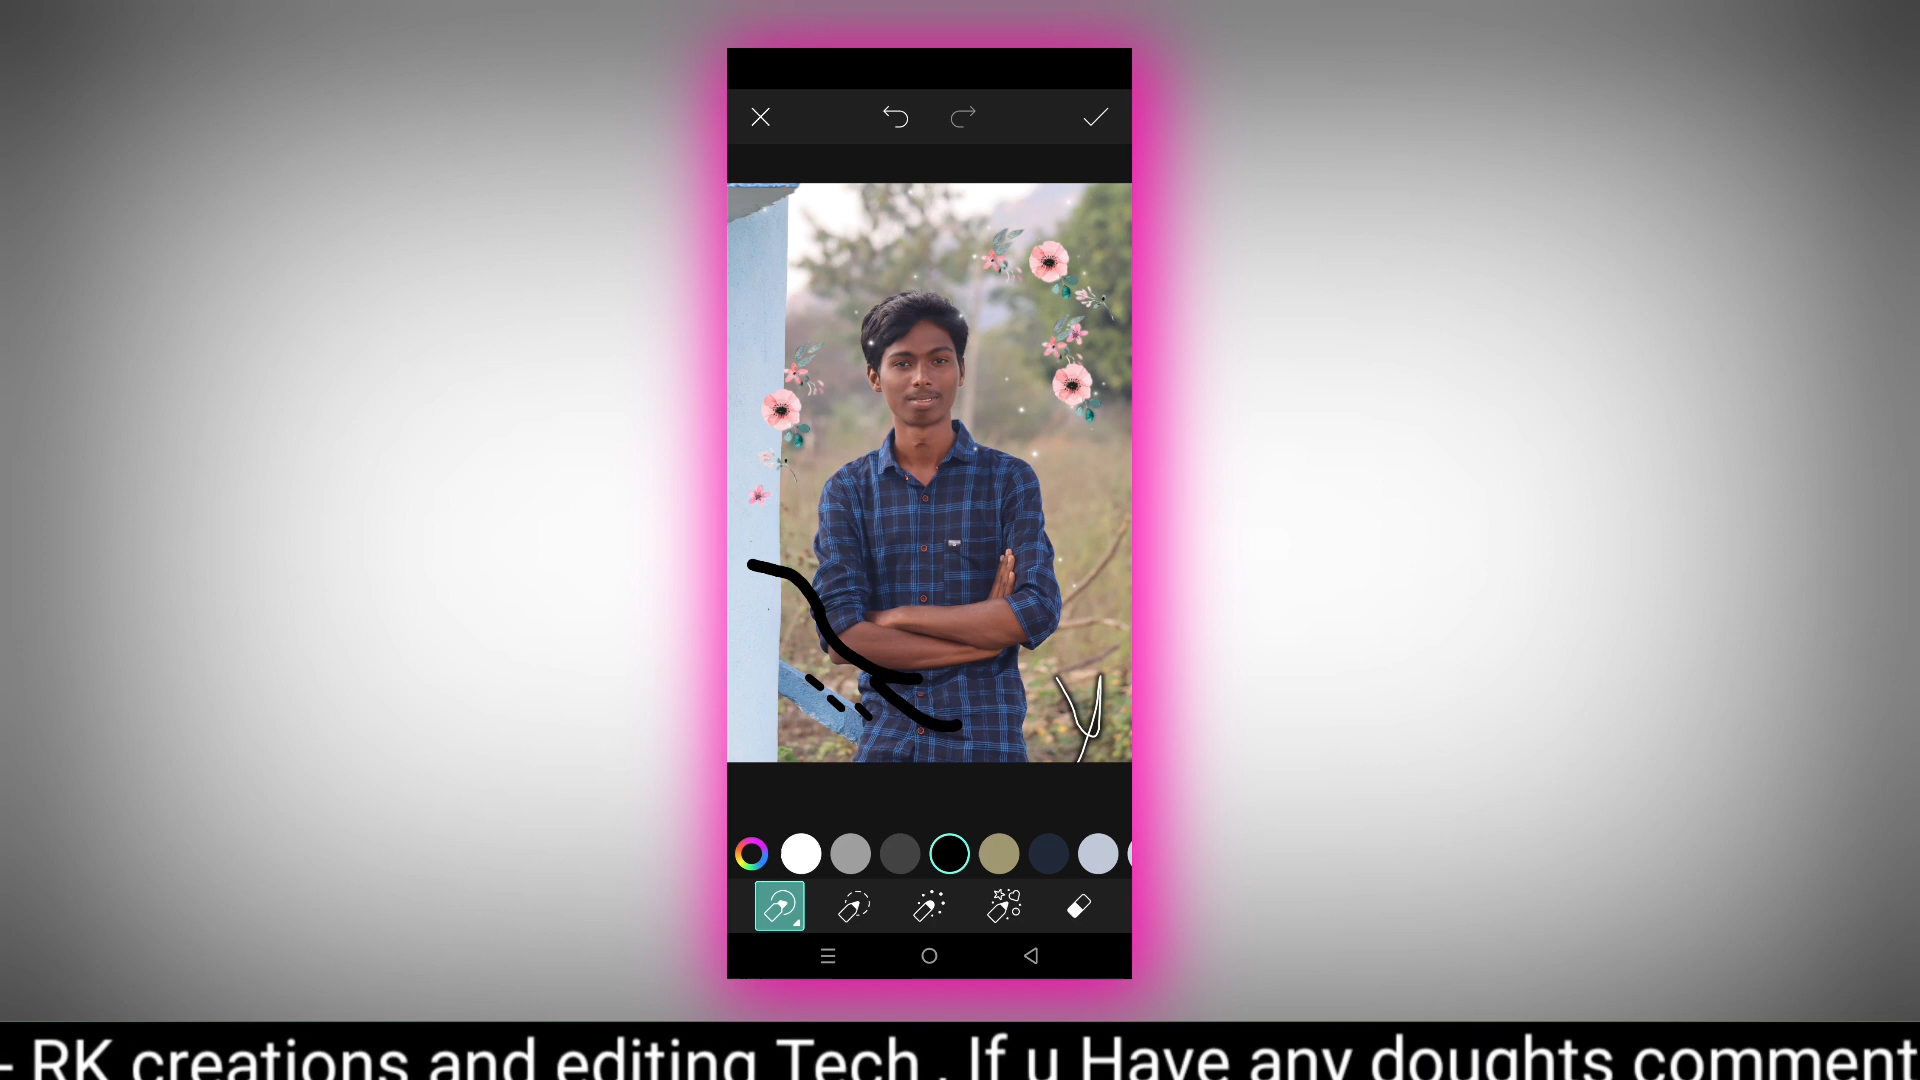 - RK creations and editing Tech . If u Have any doughts comment